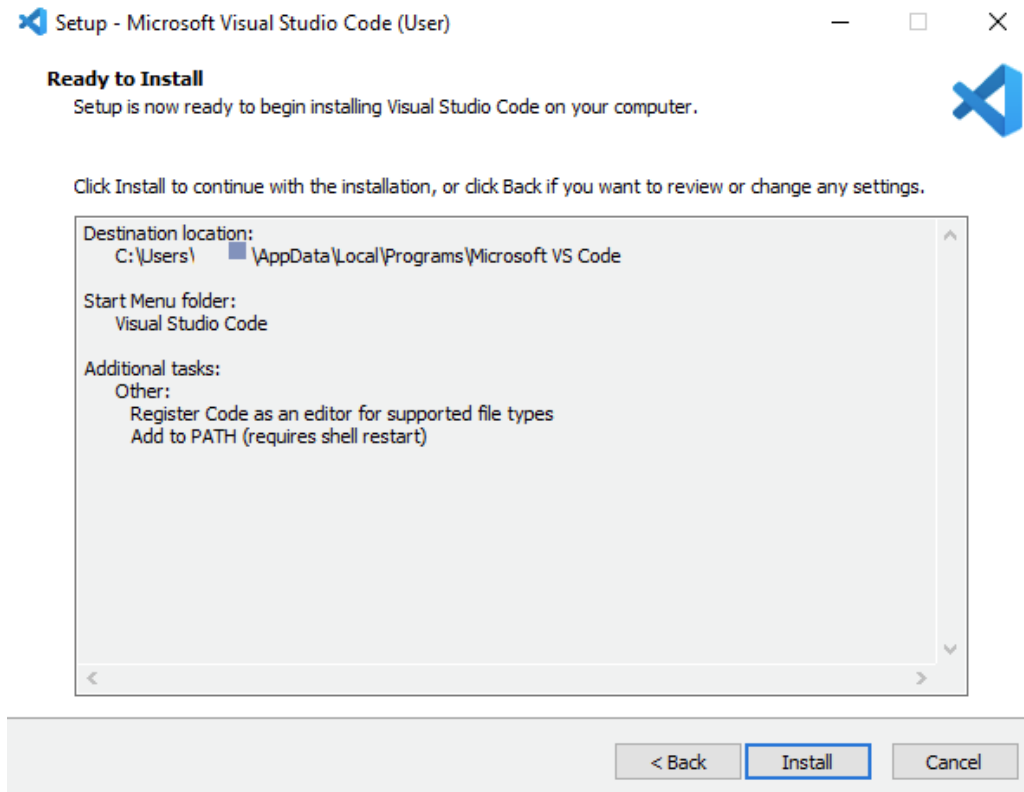 Setup - Microsoft Visual Studio Code (User)
Ready to Install
Setup is now ready to begin installing Visual Studio Code on your computer.
Click Install to continue with the installation, or click Back if you want to review or change any settings.
Destination location:
C:\Users\ \AppData\Local\Programs\Microsoft VS Code
Start Menu folder:
Visual Studio Code
Additional tasks:
Other:
Register Code as an editor for supported file types
Add to PATH (requires shell restart)
< Back Install Cancel